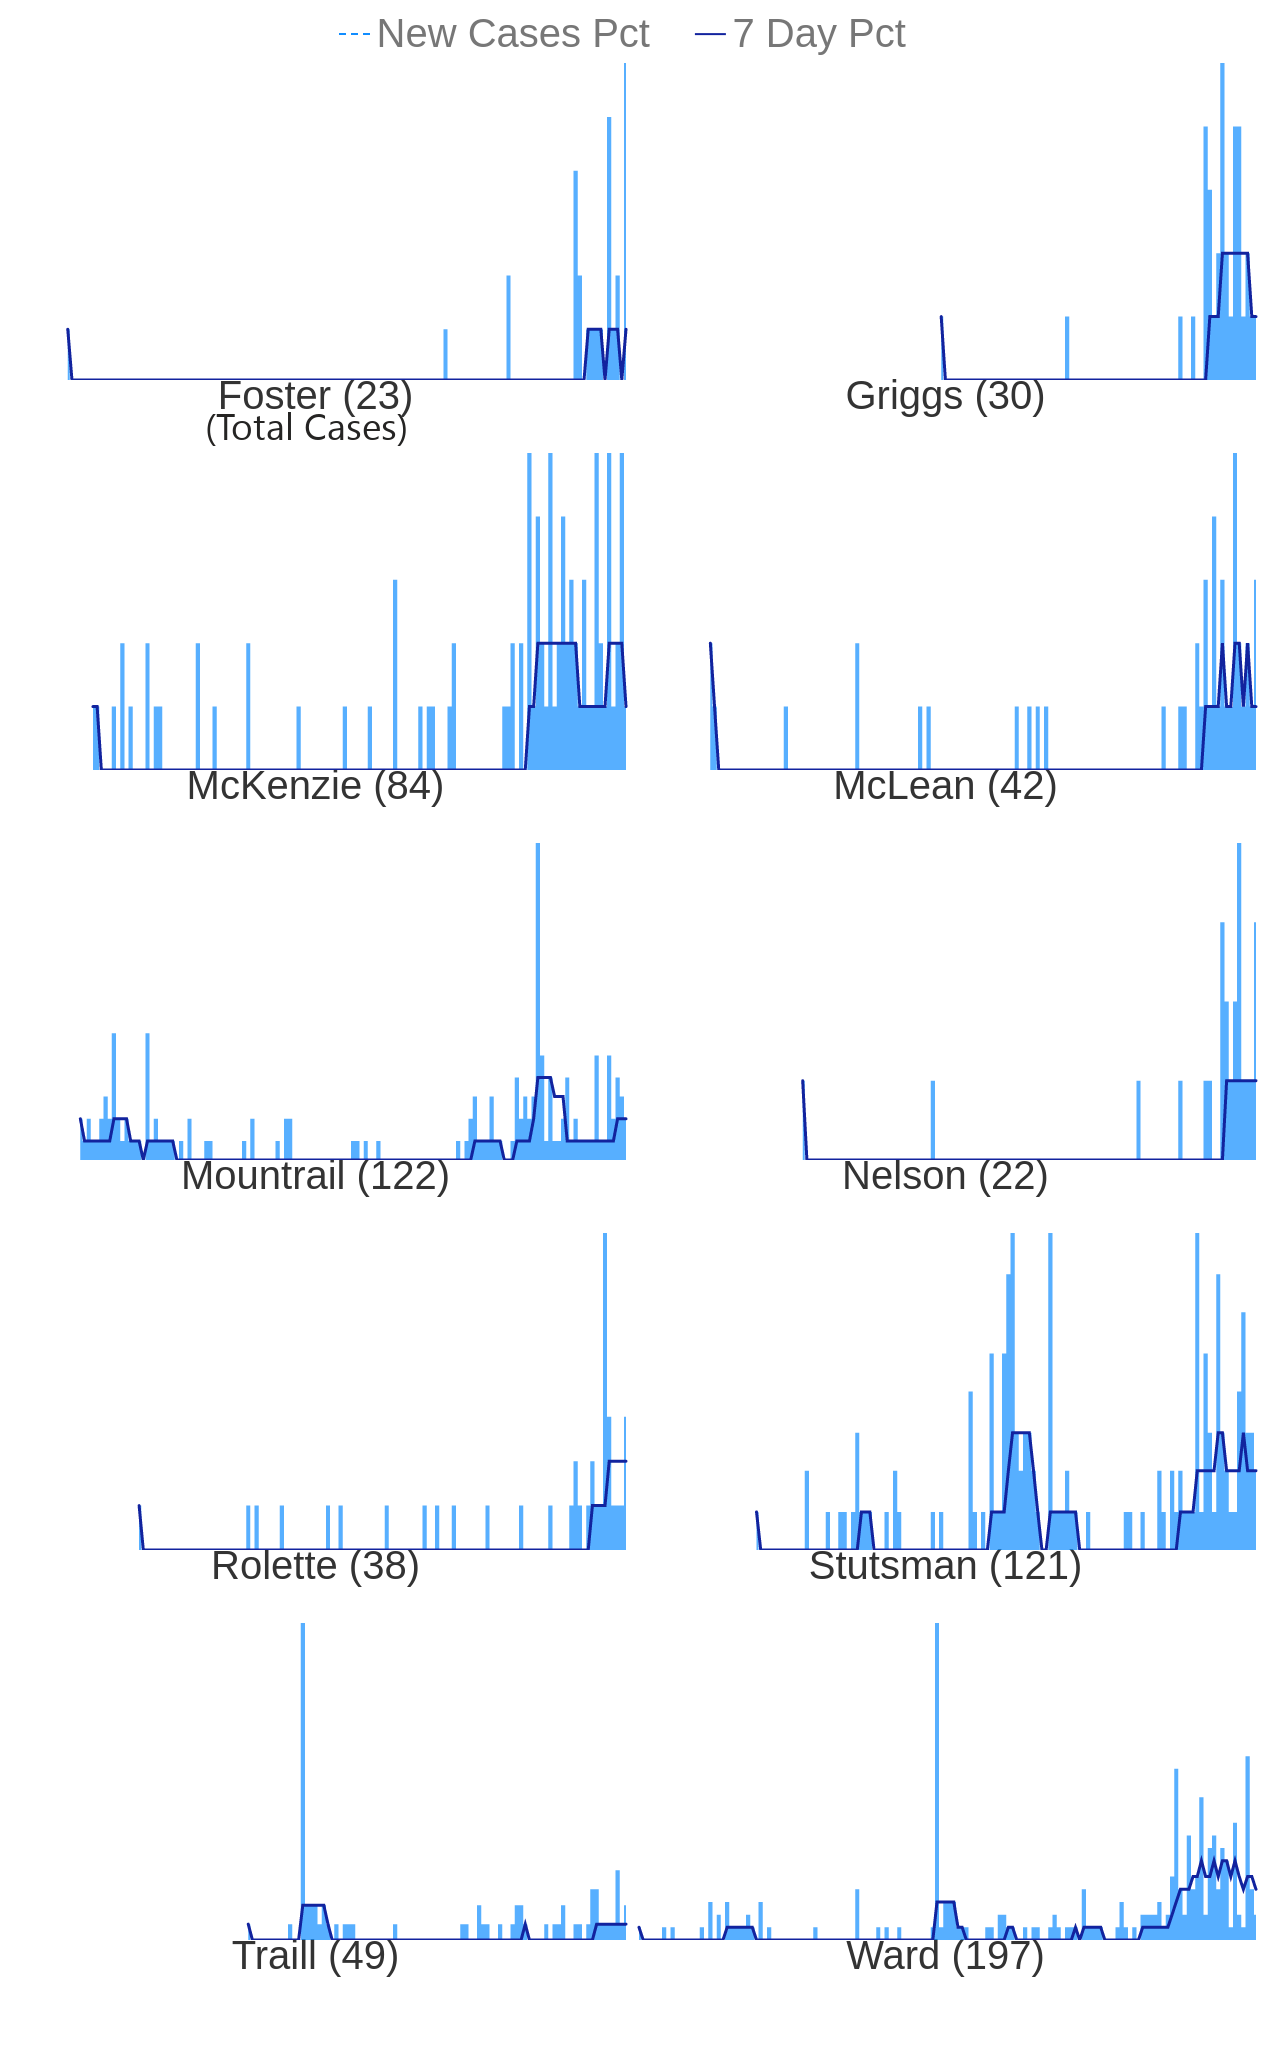 New Cases Pct 7 Day Pct
Foster (23) Griggs (30)
(Total Cases)
McKenzie (84) McLean (42)
Mountrail (122) Nelson (22)
Rolette (38) Stutsman (121)
Traill (49) Ward (197)